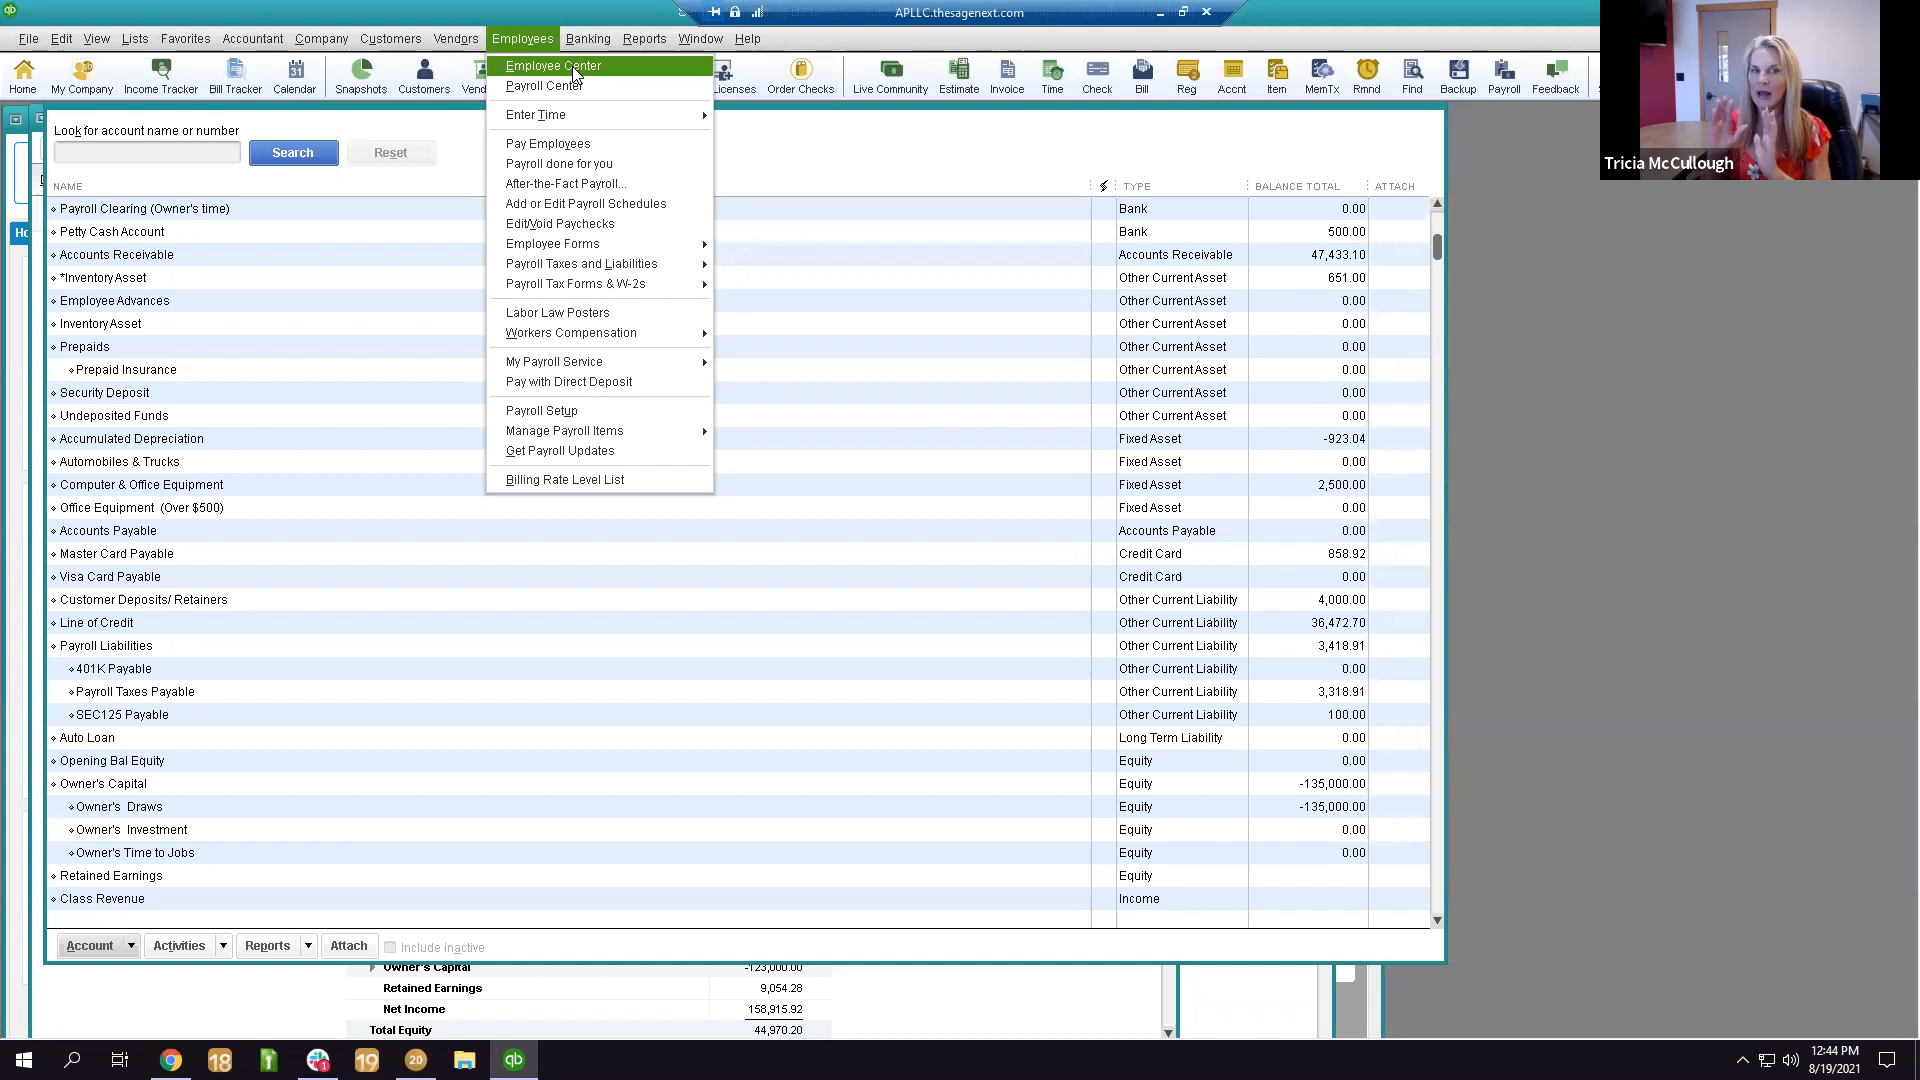 APLLC.thesagenext.com
File Edit View Lists Favorites Accountant Company Customers Vendors Employees Banking Reports Window Help
Home My Company Income Tracker Bill Tracker Calendar Snapshots Customers Vend Licenses Order Checks Live Community Estimate Invoice Time Check Bill Reg Accnt Item MemTx Rmnd Find Backup Payroll Feedback
Employee Center
Payroll Center
Enter Time
Pay Employees
Payroll done for you
After-the-Fact Payroll...
Add or Edit Payroll Schedules
Edit/Void Paychecks
Employee Forms
Payroll Taxes and Liabilities
Payroll Tax Forms & W-2s
Labor Law Posters
Workers Compensation
My Payroll Service
Pay with Direct Deposit
Payroll Setup
Manage Payroll Items
Get Payroll Updates
Billing Rate Level List
Tricia McCullough
Look for account name or number
Search Reset
NAME TYPE BALANCE TOTAL ATTACH
Payroll Clearing (Owner's time) Bank 0.00
Petty Cash Account Bank 500.00
Accounts Receivable Accounts Receivable 47,433.10
*Inventory Asset Other Current Asset 651.00
Employee Advances Other Current Asset 0.00
Inventory Asset Other Current Asset 0.00
Prepaids Other Current Asset 0.00
Prepaid Insurance Other Current Asset 0.00
Security Deposit Other Current Asset 0.00
Undeposited Funds Other Current Asset 0.00
Accumulated Depreciation Fixed Asset -923.04
Automobiles & Trucks Fixed Asset 0.00
Computer & Office Equipment Fixed Asset 2,500.00
Office Equipment (Over $500) Fixed Asset 0.00
Accounts Payable Accounts Payable 0.00
Master Card Payable Credit Card 858.92
Visa Card Payable Credit Card 0.00
Customer Deposits/ Retainers Other Current Liability 4,000.00
Line of Credit Other Current Liability 36,472.70
Payroll Liabilities Other Current Liability 3,418.91
401K Payable Other Current Liability 0.00
Payroll Taxes Payable Other Current Liability 3,318.91
SEC125 Payable Other Current Liability 100.00
Auto Loan Long Term Liability 0.00
Opening Bal Equity Equity 0.00
Owner's Capital Equity -135,000.00
Owner's Draws Equity -135,000.00
Owner's Investment Equity 0.00
Owner's Time to Jobs Equity 0.00
Retained Earnings Equity
Class Revenue Income
Account Activities Reports Attach Include inactive
Owner's Capital -123,000.00
Retained Earnings 9,054.28
Net Income 158,915.92
Total Equity 44,970.20
18 19 20 qb
12:44 PM
8/19/2021